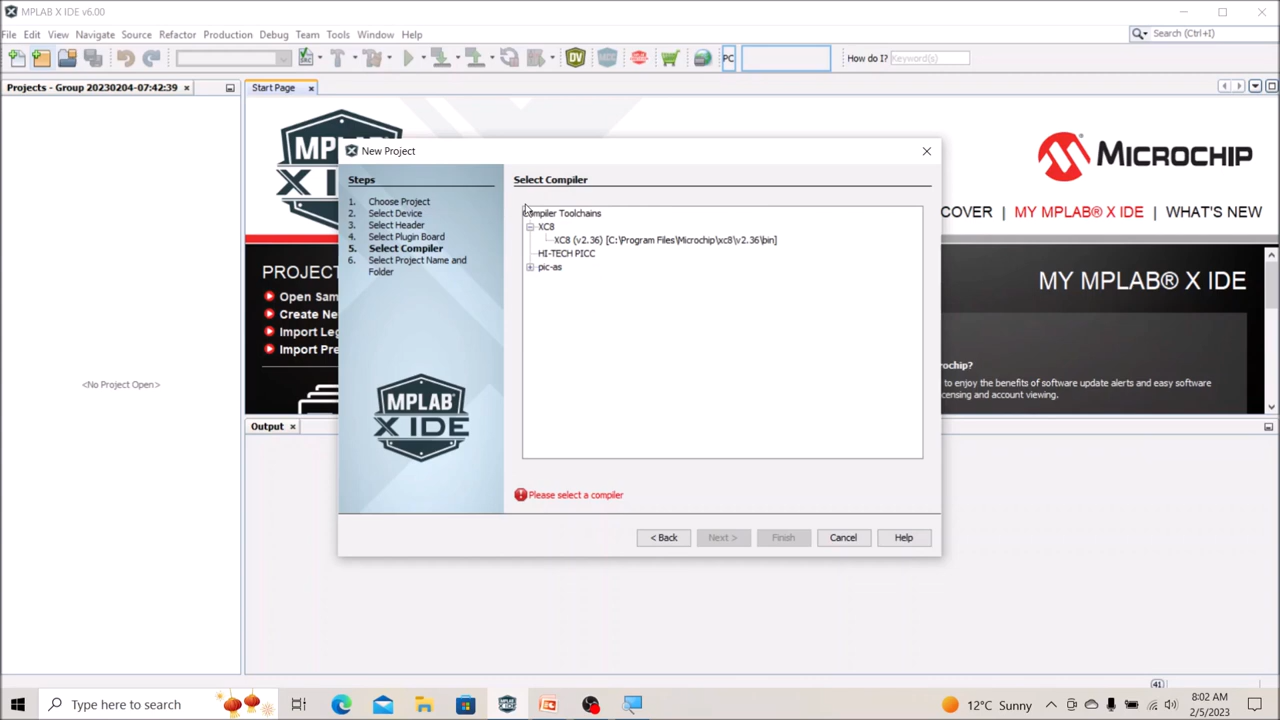 MPLAB X IDE v6.00
File Edit View Navigate Source Refactor Production Debug Team Tools Window Help
Search (Ctrl+I)
DV
MCC
PC
How do I? Keyword(s)
Projects - Group 20230204-07:42:39
Start Page
MPL
X
MICROCHIP
COVER | MY MPLAB® X IDE | WHAT'S NEW
PROJEC
MY MPLAB® X IDE
Open Sam
Create Ne
Import Leg
Import Pre
ochip?
to enjoy the benefits of software update alerts and easy software
censing and account viewing.
<No Project Open>
Output
New Project
Steps
1. Choose Project
2. Select Device
3. Select Header
4. Select Plugin Board
5. Select Compiler
6. Select Project Name and
Folder
MPLAB
X IDE
Select Compiler
Compiler Toolchains
XC8
XC8 (v2.36) [C:\Program Files\Microchip\xc8\v2.36\bin]
HI-TECH PICC
pic-as
Please select a compiler
< Back
Next >
Finish
Cancel
Help
41
Type here to search
12°C Sunny
8:02 AM
2/5/2023